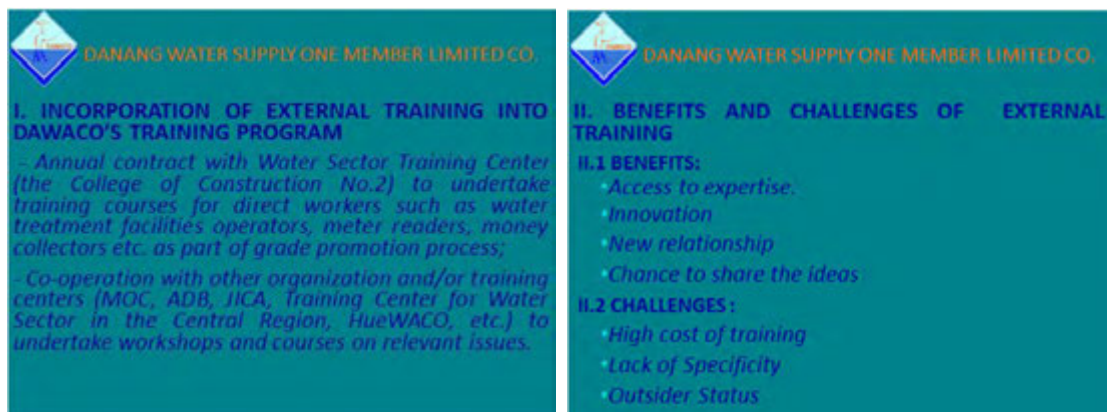 DANANG WATER SUPPLY ONE MEMBER LIMITED CO.
I. INCORPORATION OF EXTERNAL TRAINING INTO
DAWACO'S TRAINING PROGRAM
- Annual contract with Water Sector Training Center
(the College of Construction No.2) to undertake
training courses for direct workers such as water
treatment facilities operators, meter readers, money
collectors etc. as part of grade promotion process;
- Co-operation with other organization and/or training
centers (MOC, ADB, JICA, Training Center for Water
Sector in the Central Region, HueWACO, etc.) to
undertake workshops and courses on relevant issues.
DANANG WATER SUPPLY ONE MEMBER LIMITED CO.
II. BENEFITS AND CHALLENGES OF EXTERNAL
TRAINING
II.1 BENEFITS:
•Access to expertise.
•Innovation
•New relationship
•Chance to share the ideas
II.2 CHALLENGES :
•High cost of training
•Lack of Specificity
•Outsider Status